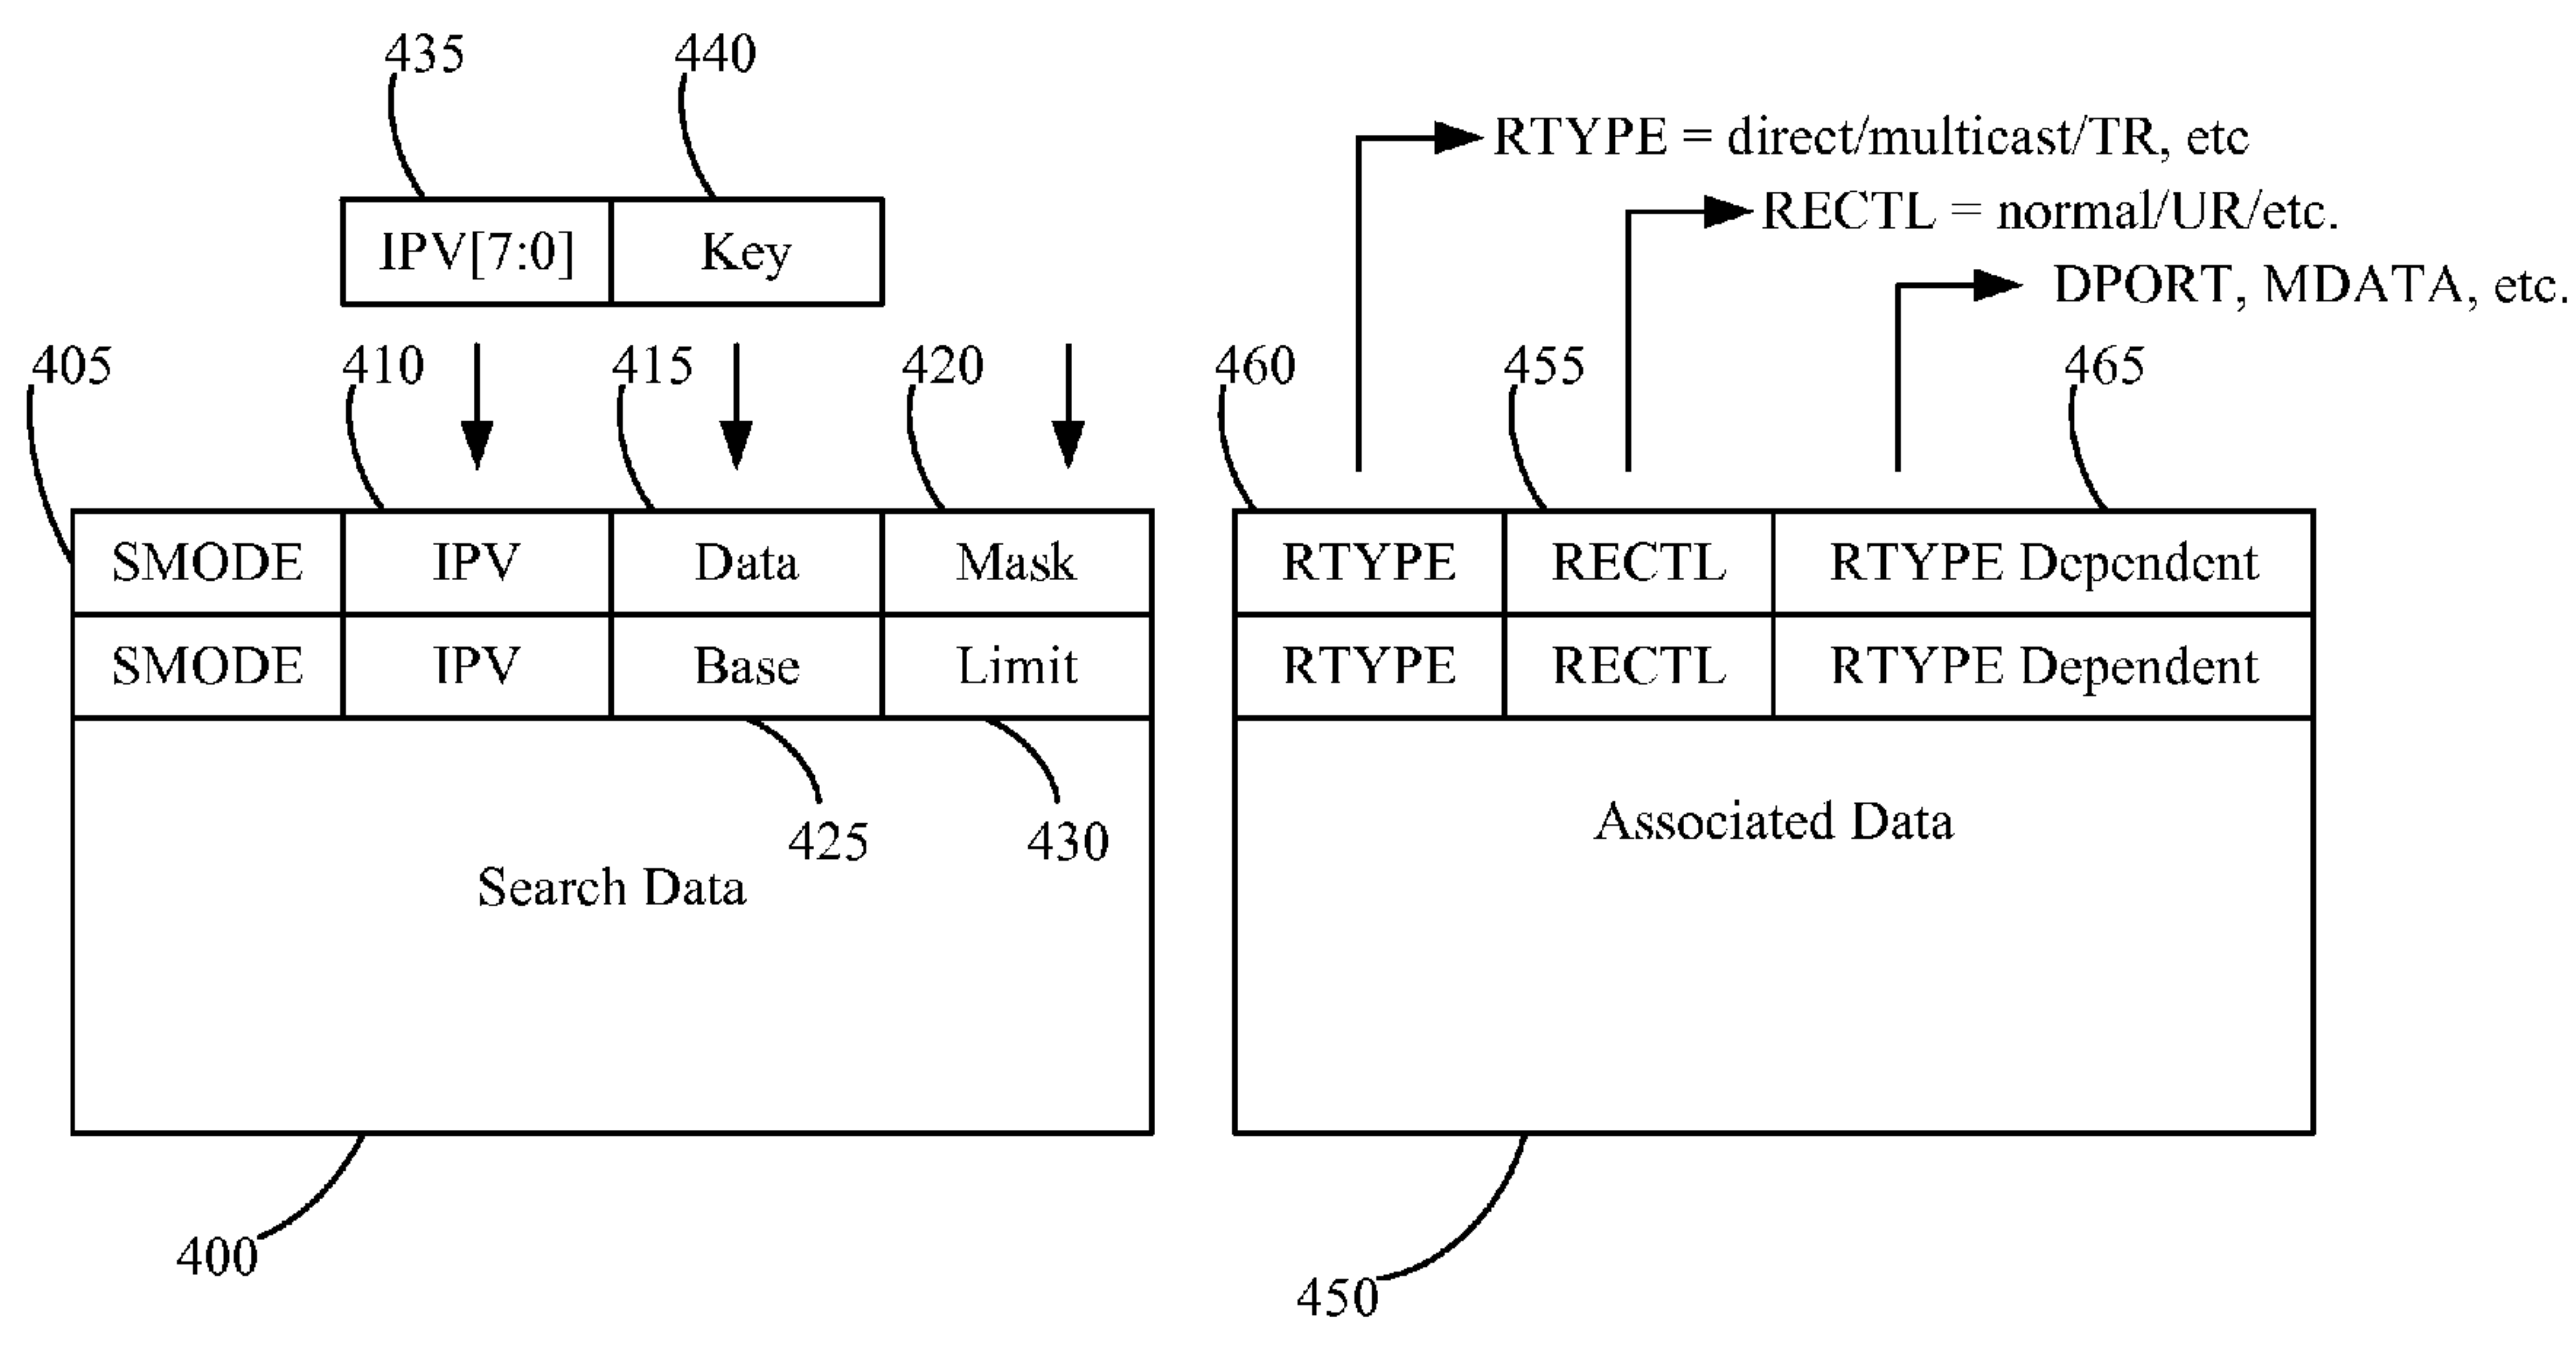 435 440
RTYPE = direct/multicast/TR, etc
RECTL = normal/UR/etc.
IPV[7:0] Key
DPORT, MDATA, etc.
405 410 415 420 460 455 465
SMODE IPV Data Mask RTYPE RECTL RTYPE Dependent
SMODE IPV Base Limit RTYPE RECTL RTYPE Dependent
425 430
Associated Data
Search Data
400
450